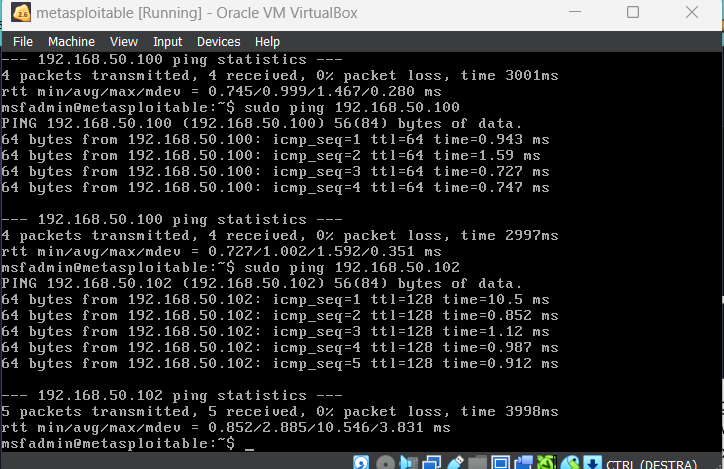 metasploitable [Running] - Oracle VM VirtualBox
File Machine View Input Devices Help
--- 192.168.50.100 ping statistics ---
4 packets transmitted, 4 received, 0% packet loss, time 3001ms
rtt min/avg/max/mdev = 0.745/0.999/1.467/0.280 ms
msfadmin@metasploitable:~$ sudo ping 192.168.50.100
PING 192.168.50.100 (192.168.50.100) 56(84) bytes of data.
64 bytes from 192.168.50.100: icmp_seq=1 ttl=64 time=0.943 ms
64 bytes from 192.168.50.100: icmp_seq=2 ttl=64 time=1.59 ms
64 bytes from 192.168.50.100: icmp_seq=3 ttl=64 time=0.727 ms
64 bytes from 192.168.50.100: icmp_seq=4 ttl=64 time=0.747 ms
--- 192.168.50.100 ping statistics ---
4 packets transmitted, 4 received, 0% packet loss, time 2997ms
rtt min/avg/max/mdev = 0.727/1.002/1.592/0.351 ms
msfadmin@metasploitable:~$ sudo ping 192.168.50.102
PING 192.168.50.102 (192.168.50.102) 56(84) bytes of data.
64 bytes from 192.168.50.102: icmp_seq=1 ttl=128 time=10.5 ms
64 bytes from 192.168.50.102: icmp_seq=2 ttl=128 time=0.852 ms
64 bytes from 192.168.50.102: icmp_seq=3 ttl=128 time=1.12 ms
64 bytes from 192.168.50.102: icmp_seq=4 ttl=128 time=0.987 ms
64 bytes from 192.168.50.102: icmp_seq=5 ttl=128 time=0.912 ms
--- 192.168.50.102 ping statistics ---
5 packets transmitted, 5 received, 0% packet loss, time 3998ms
rtt min/avg/max/mdev = 0.852/2.885/10.546/3.831 ms
msfadmin@metasploitable:~$ _
CTRL (DESTRA)